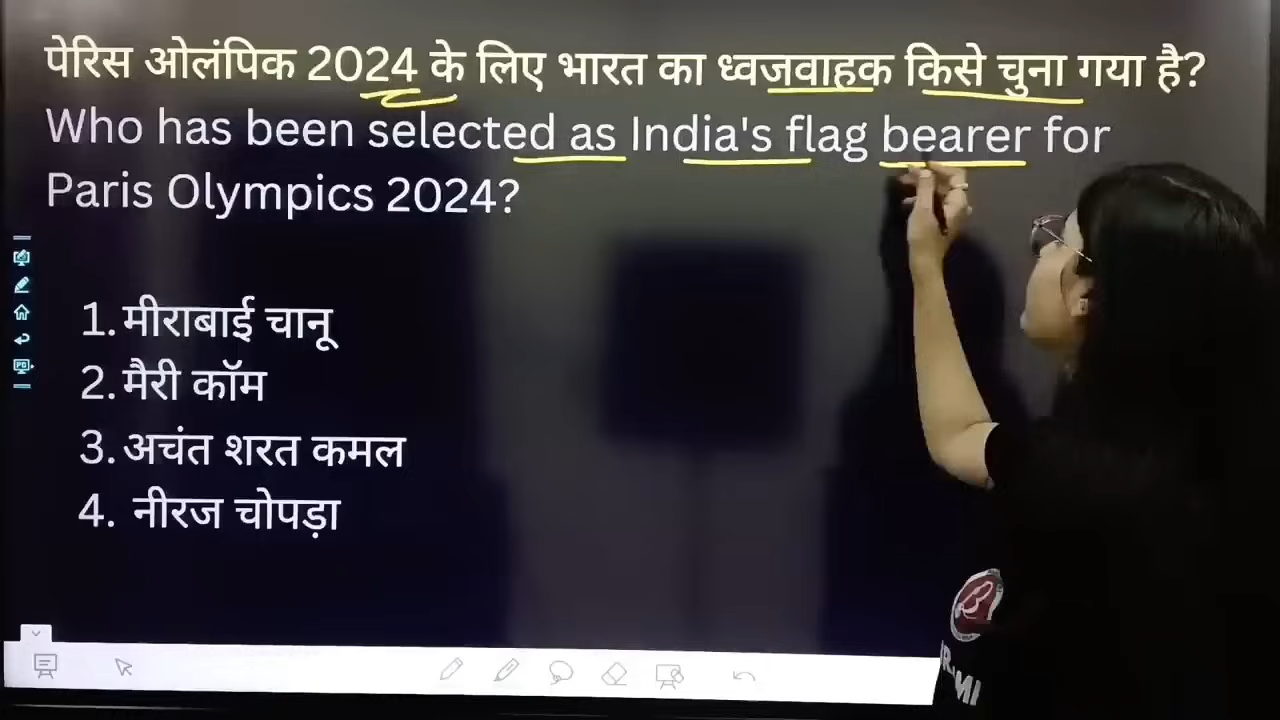 पेरिस ओलंपिक 2024 के लिए भारत का ध्वजवाहक किसे चुना गया है?
Who has been selected as India's flag bearer for
Paris Olympics 2024?
1. मीराबाई चानू
2. मैरी कॉम
3. अचंत शरत कमल
4. नीरज चोपड़ा